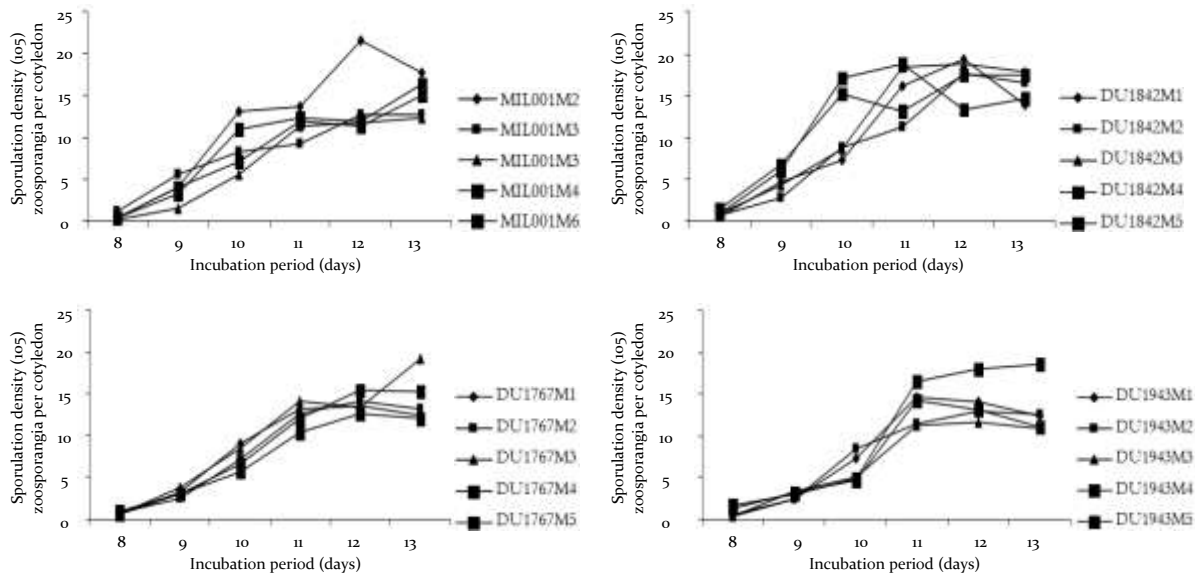 Sporulation density (105)
zoosporangia per cotyledon
25
20
15
10
5
0
8 9 10 11 12 13
Incubation period (days)
MIL001M2
MIL001M3
MIL001M3
MIL001M4
MIL001M6
Sporulation density (105)
zoosporangia per cotyledon
25
20
15
10
5
0
8 9 10 11 12 13
Incubation period (days)
DU1842M1
DU1842M2
DU1842M3
DU1842M4
DU1842M5
Sporulation density (105)
zoosporangia per cotyledon
25
20
15
10
5
0
8 9 10 11 12 13
Incubation period (days)
DU1767M1
DU1767M2
DU1767M3
DU1767M4
DU1767M5
Sporulation density (105)
zoosporangia per cotyledon
25
20
15
10
5
0
8 9 10 11 12 13
Incubation period (days)
DU1943M1
DU1943M2
DU1943M3
DU1943M4
DU1943M5